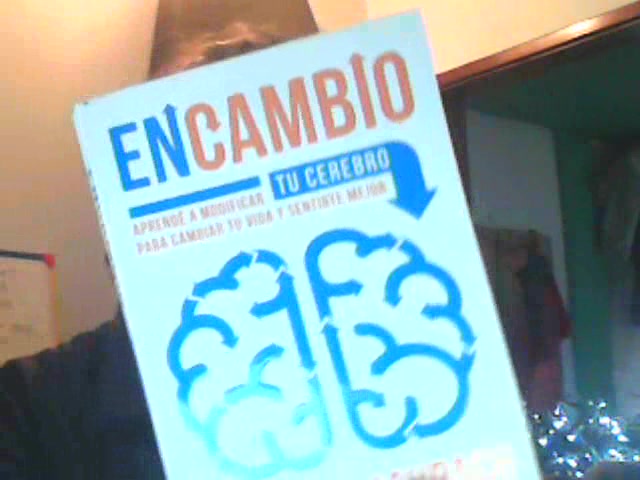 ENCAMBIO
APRENDÉ A MODIFICAR TU CEREBRO
PARA CAMBIAR TU VIDA Y SENTIRTE MEJOR